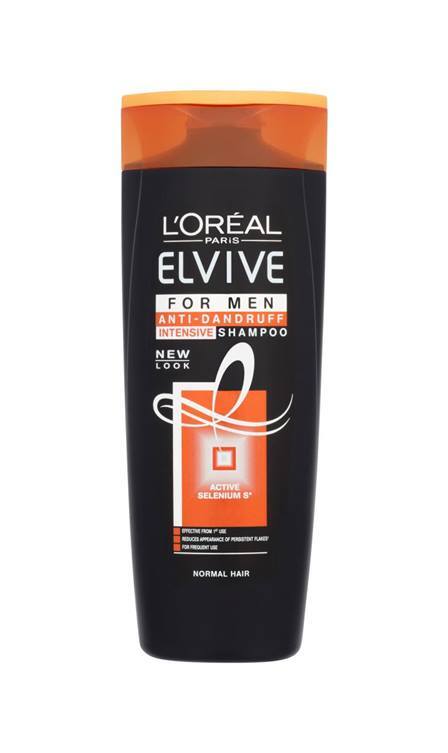 L'ORÉAL
PARIS
ELVIVE
FOR MEN
ANTI-DANDRUFF
INTENSIVE SHAMPOO
NEW
LOOK
ACTIVE
SELENIUM S*
EFFECTIVE FROM 1ST USE
REDUCES APPEARANCE OF PERSISTENT FLAKES†
FOR FREQUENT USE
NORMAL HAIR